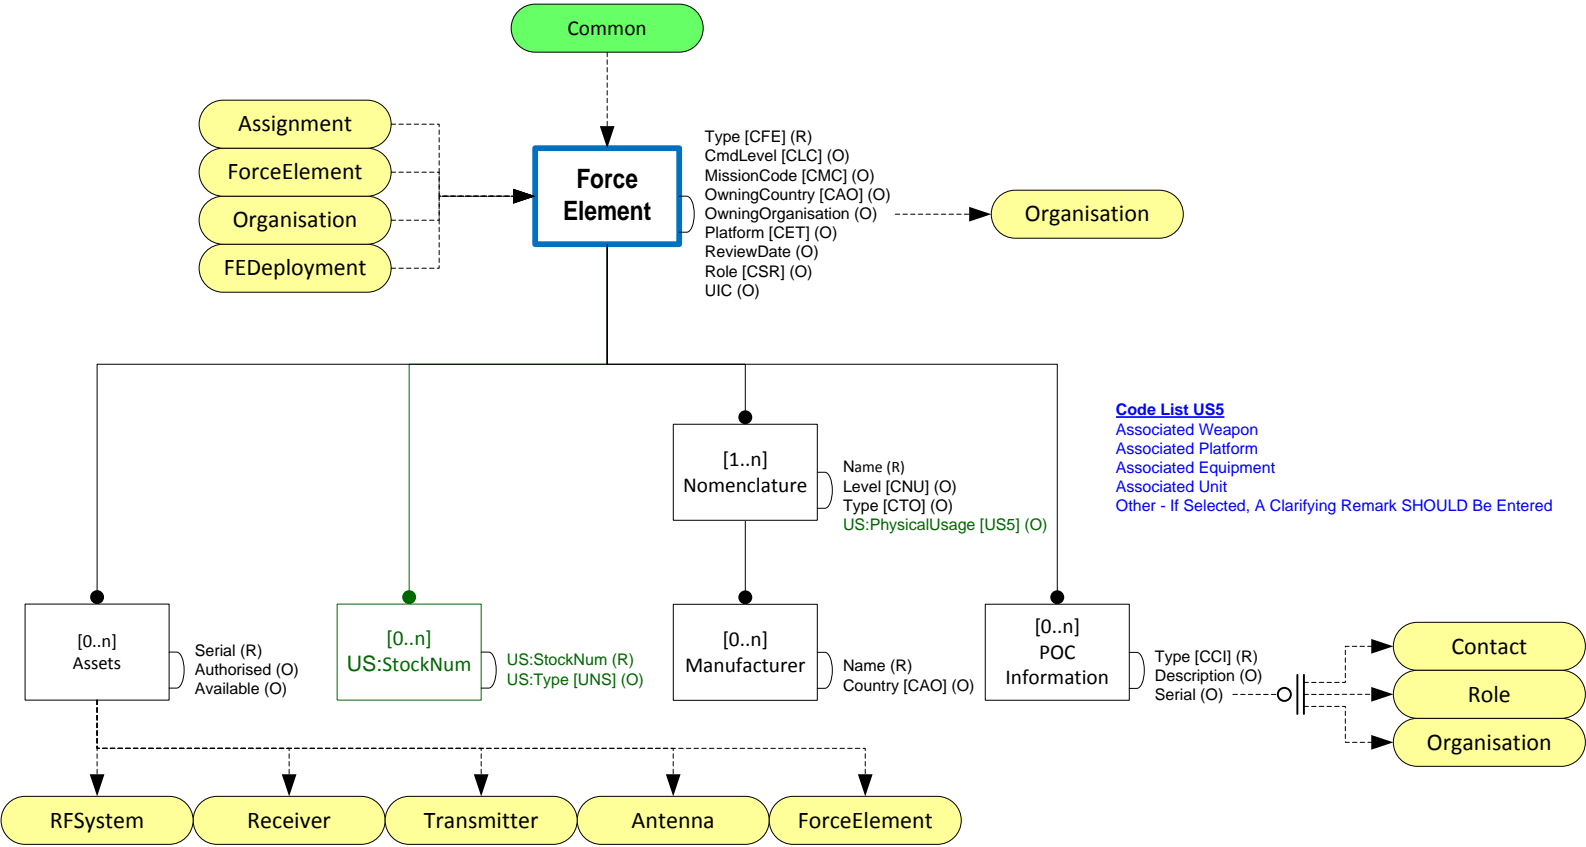 Common
Assignment
ForceElement
Organisation
FEDeployment
Force
Element
Type [CFE] (R)
CmdLevel [CLC] (O)
MissionCode [CMC] (O)
OwningCountry [CAO] (O)
OwningOrganisation (O)
Platform [CET] (O)
ReviewDate (O)
Role [CSR] (O)
UIC (O)
Organisation
[1..n]
Nomenclature
Name (R)
Level [CNU] (O)
Type [CTO] (O)
US:PhysicalUsage [US5] (O)
Code List US5
Associated Weapon
Associated Platform
Associated Equipment
Associated Unit
Other - If Selected, A Clarifying Remark SHOULD Be Entered
[0..n]
Assets
Serial (R)
Authorised (O)
Available (O)
[0..n]
US:StockNum
US:StockNum (R)
US:Type [UNS] (O)
[0..n]
Manufacturer
Name (R)
Country [CAO] (O)
[0..n]
POC
Information
Type [CCI] (R)
Description (O)
Serial (O)
Contact
Role
Organisation
RFSystem
Receiver
Transmitter
Antenna
ForceElement